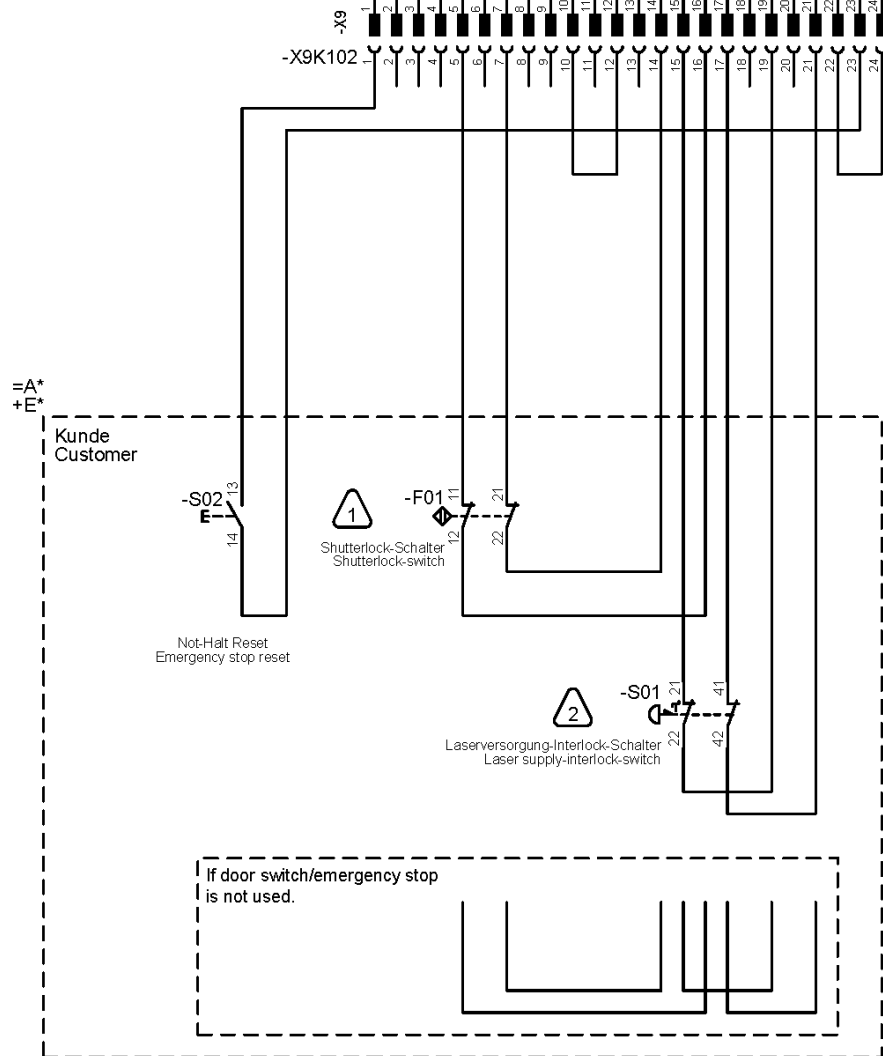 -X9
1 2 3 4 5 6 7 8 9 10 11 12 13 14 15 16 17 18 19 20 21 22 23 24
-X9K102
1 2 3 4 5 6 7 8 9 10 11 12 13 14 15 16 17 18 19 20 21 22 23 24
=A*
+E*
Kunde
Customer
-S02
13
14
1
-F01
11
21
12
22
Shutterlock-Schalter
Shutterlock-switch
Not-Halt Reset
Emergency stop reset
2
-S01
21
41
22
42
Laserversorgung-Interlock-Schalter
Laser supply-interlock-switch
If door switch/emergency stop
is not used.